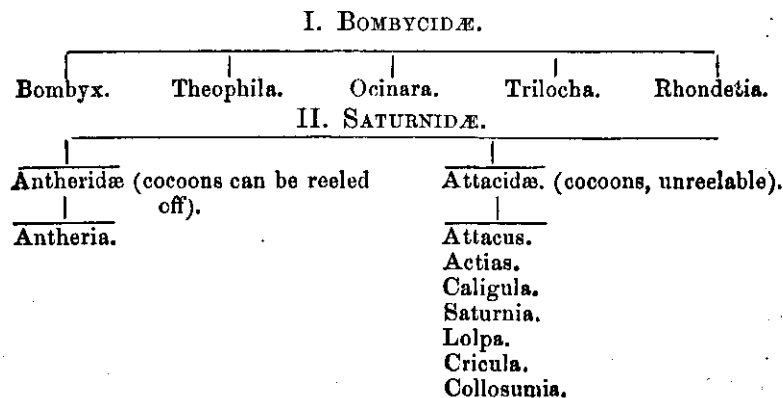 I. BOMBYCIDÆ.
Bombyx. Theophila. Ocinara. Trilocha. Rhondetia.
II. SATURNIDÆ.
Antheridæ (cocoons can be reeled off).
Antheria.
Attacidæ. (cocoons, unreelable).
Attacus.
Actias.
Caligula.
Saturnia.
Lolpa.
Cricula.
Collosumia.